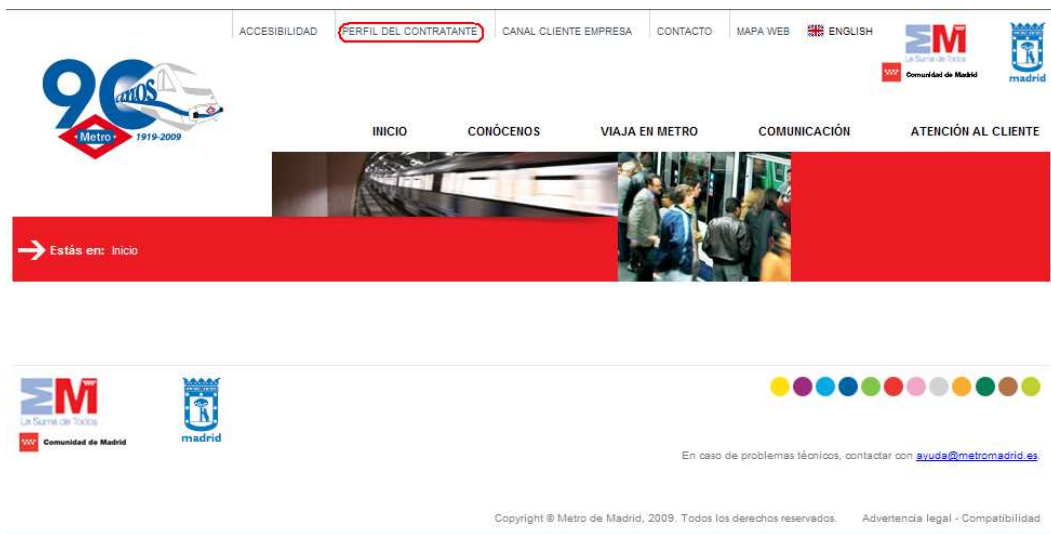 ACCESIBILIDAD PERFIL DEL CONTRATANTE CANAL CLIENTE EMPRESA CONTACTO MAPA WEB ENGLISH
EM
La Suma de Todos
Comunidad de Madrid
madrid
90 años
Metro 1919-2009
INICIO CONÓCENOS VIAJA EN METRO COMUNICACIÓN ATENCIÓN AL CLIENTE
Estás en: Inicio
EM
La Suma de Todos
Comunidad de Madrid
madrid
En caso de problemas técnicos, contactar con ayuda@metromadrid.es.
Copyright © Metro de Madrid, 2009. Todos los derechos reservados. Advertencia legal - Compatibilidad